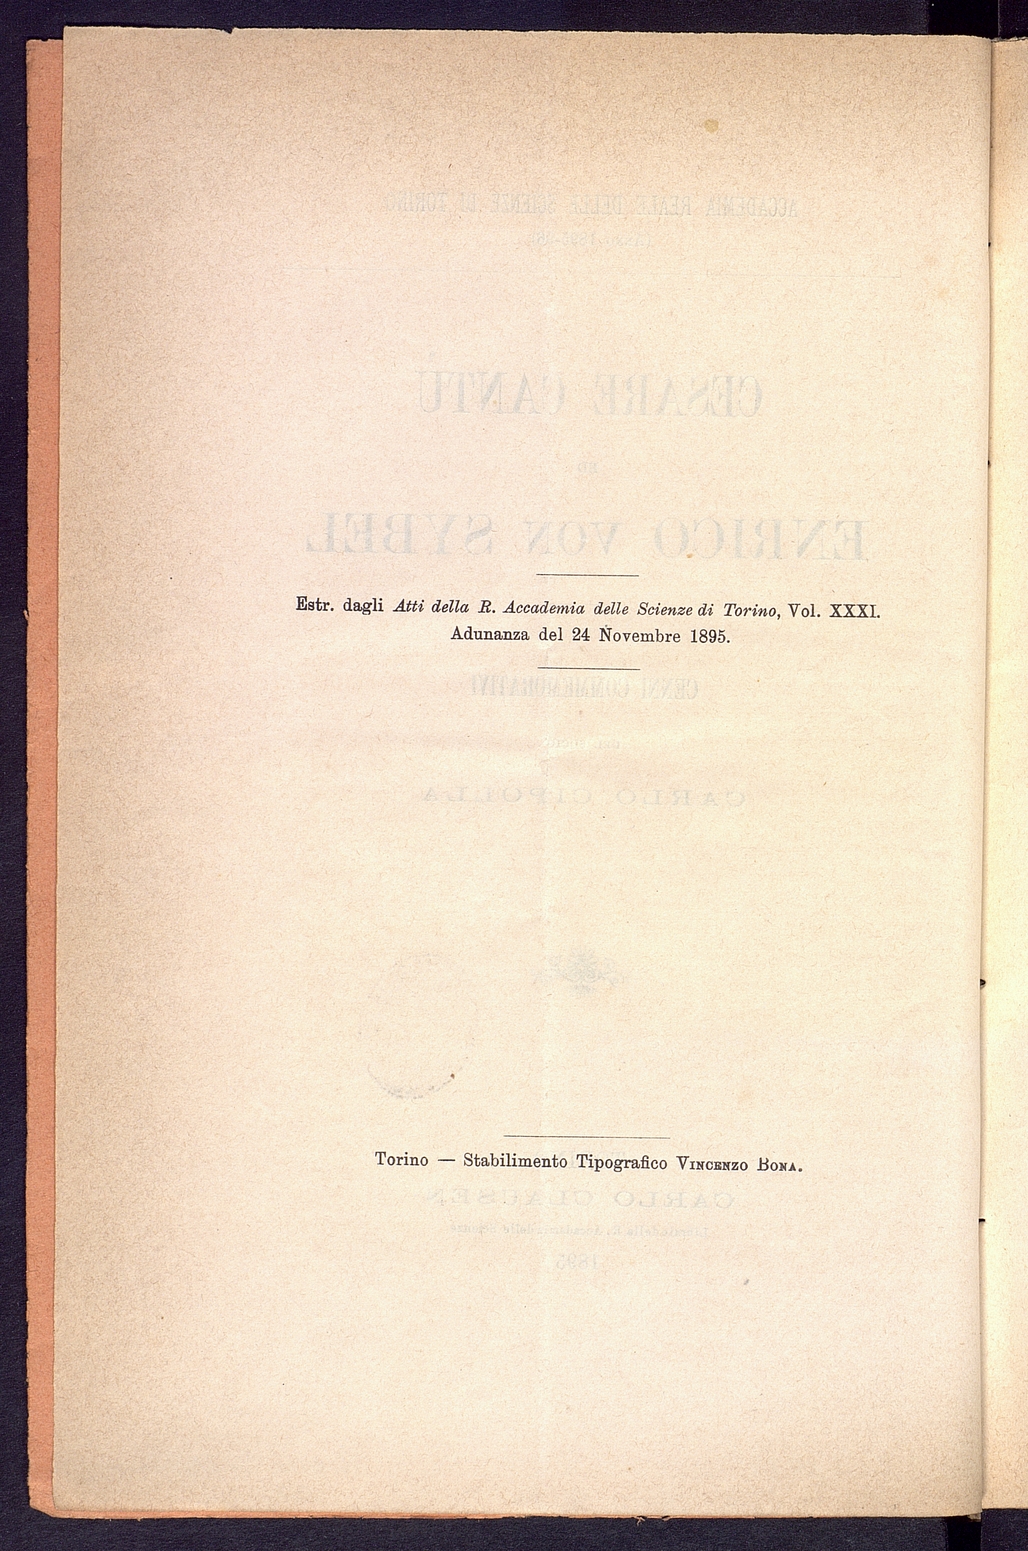 Estr. dagli Atti della R. Accademia delle Scienze di Torino, Vol. XXXI.
Adunanza del 24 Novembre 1895.
Torino — Stabilimento Tipografico Vincenzo Bona.